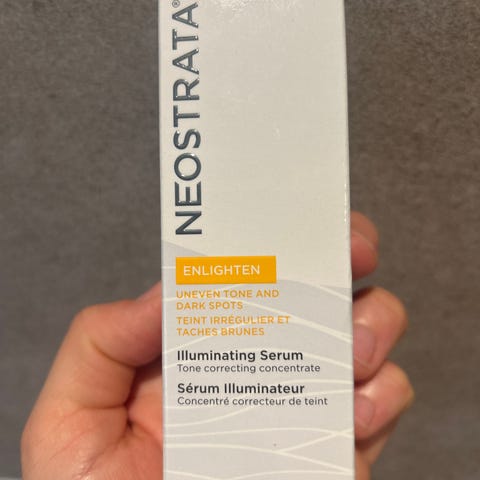 NEOSTRATA®
ENLIGHTEN
UNEVEN TONE AND
DARK SPOTS
TEINT IRRÉGULIER ET
TACHES BRUNES
Illuminating Serum
Tone correcting concentrate
Sérum Illuminateur
Concentré correcteur de teint